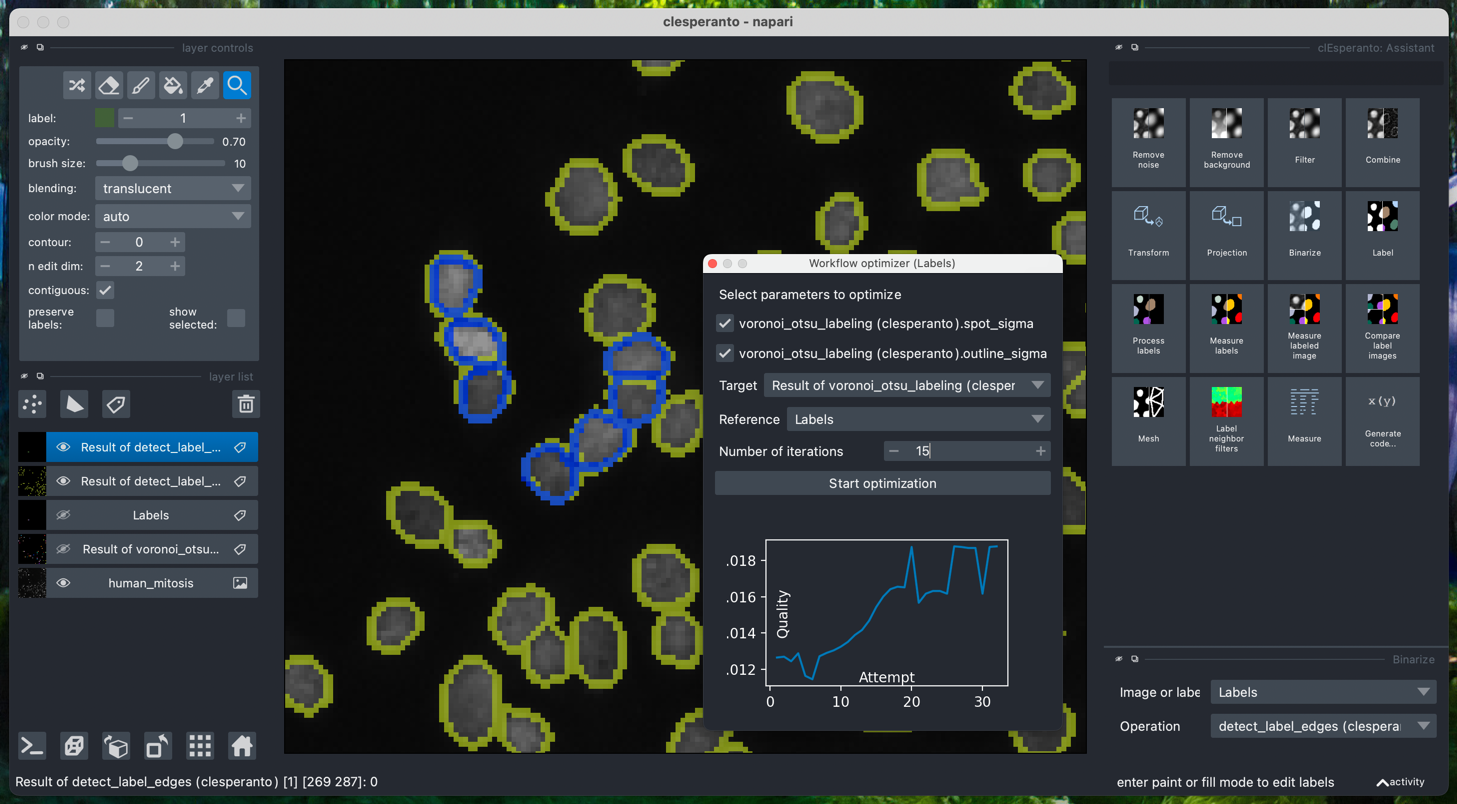 clesperanto - napari
layer controls
label:
1
opacity:
0.70
brush size:
10
blending:
translucent
color mode:
auto
contour:
0
n edit dim:
2
contiguous:
preserve
labels:
show
selected:
layer list
Result of detect_label_...
Result of detect_label_...
Labels
Result of voronoi_otsu...
human_mitosis
Workflow optimizer (Labels)
Select parameters to optimize
voronoi_otsu_labeling (clesperanto).spot_sigma
voronoi_otsu_labeling (clesperanto).outline_sigma
Target
Result of voronoi_otsu_labeling (clesper
Reference
Labels
Number of iterations
15
Start optimization
.018
.016
.014
.012
Quality
Attempt
0
10
20
30
clEsperanto: Assistant
Remove
noise
Remove
background
Filter
Combine
Transform
Projection
Binarize
Label
Process
labels
Measure
labels
Measure
labeled
image
Compare
label
images
Mesh
Label
neighbor
filters
Measure
x(y)
Generate
code...
Binarize
Image or labe
Labels
Operation
detect_label_edges (clespera
Result of detect_label_edges (clesperanto) [1] [269 287]: 0
enter paint or fill mode to edit labels
activity